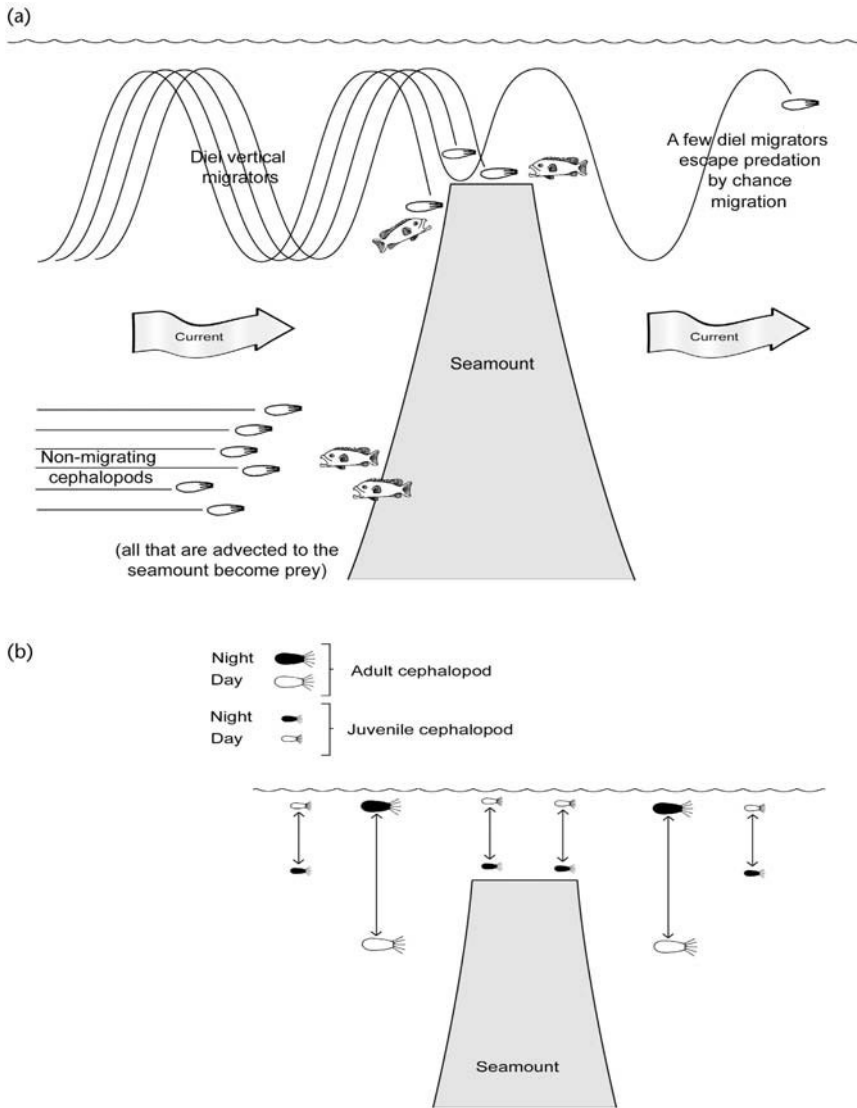 (a)
Diel vertical
migrators
A few diel migrators
escape predation
by chance
migration
Current
Current
Seamount
Non-migrating
cephalopods
(all that are advected to the
seamount become prey)
(b)
Night
Day
Adult cephalopod
Night
Day
Juvenile cephalopod
Seamount